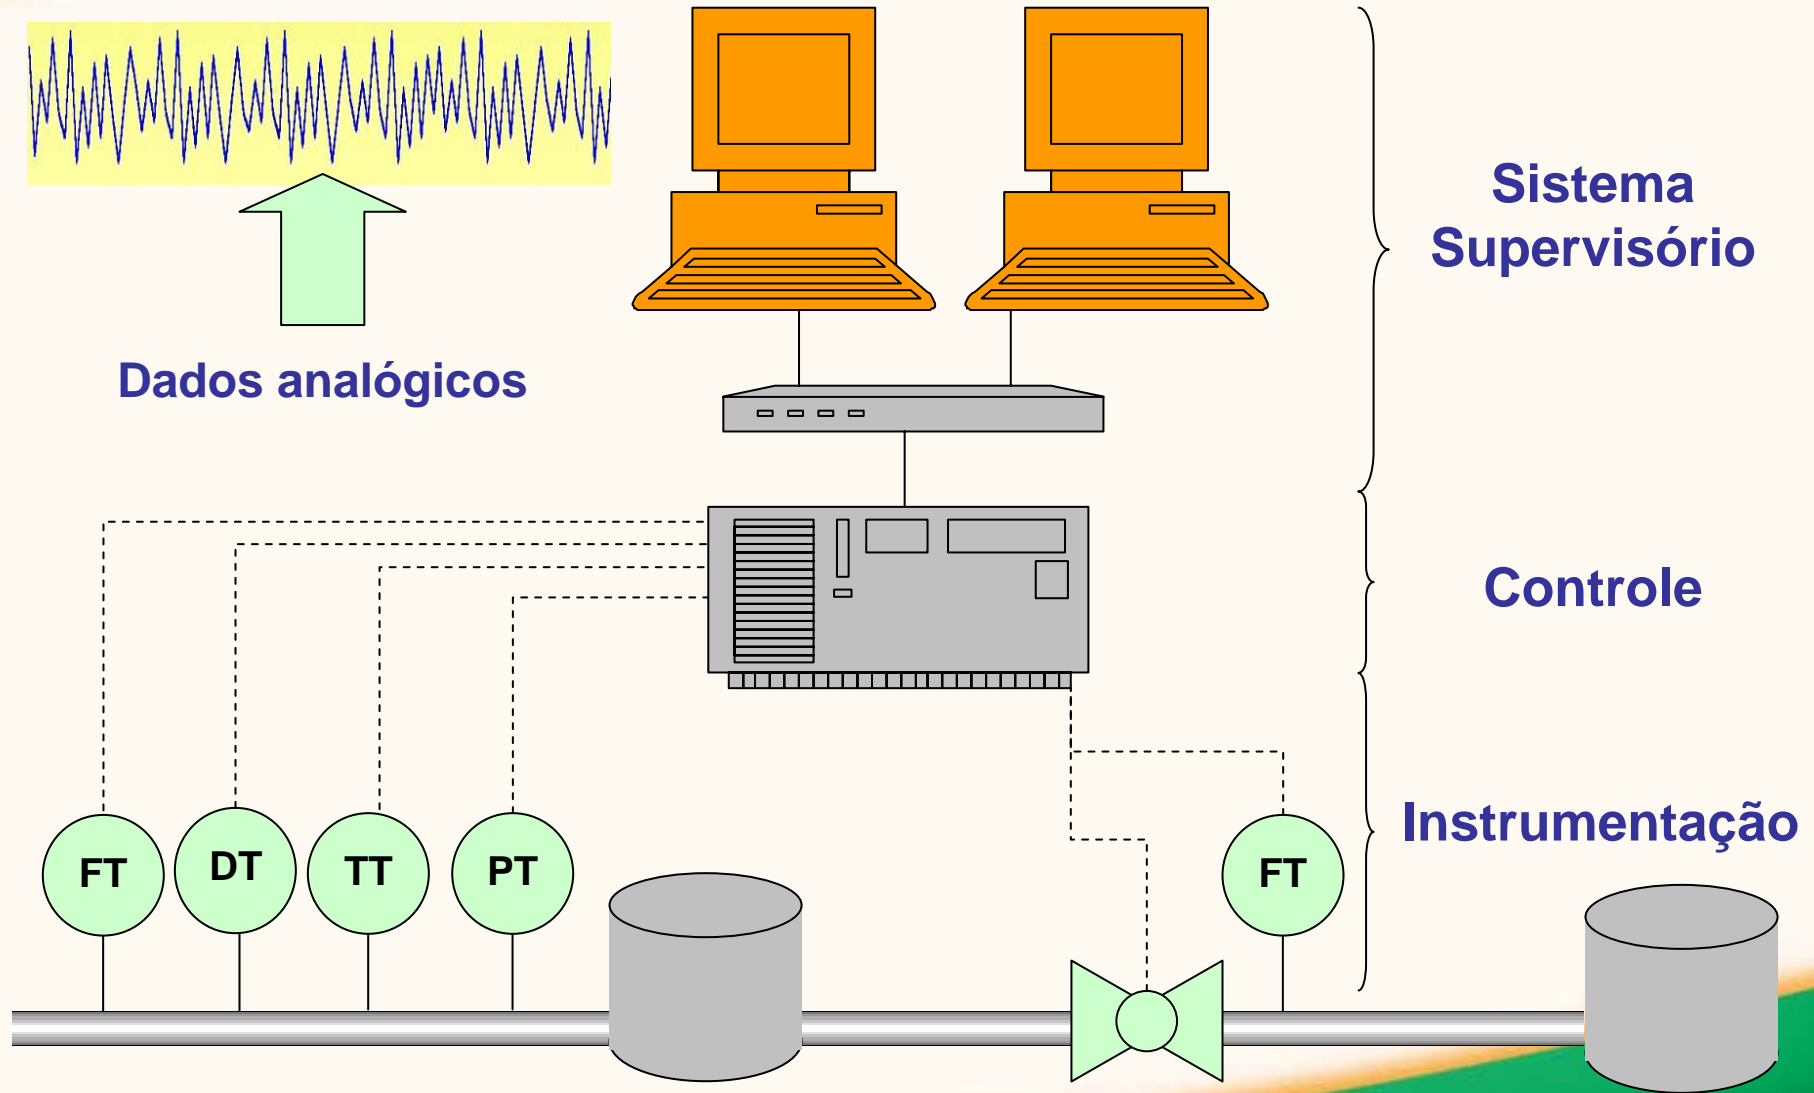 Dados analógicos
Sistema
Supervisório
Controle
Instrumentação
FT
DT
TT
PT
FT